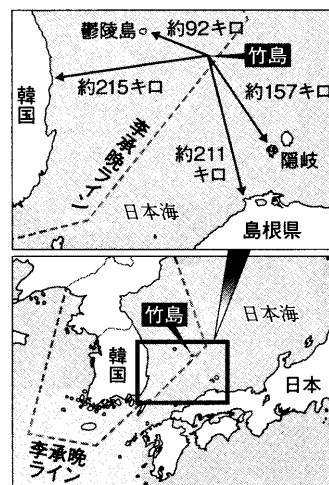 鬱陵島
約92キロ
竹島
約215キロ
約157キロ
韓国
李承晩ライン
約211
キロ
隠岐
日本海
島根県
竹島
日本海
韓国
日本
李承晩
ライン